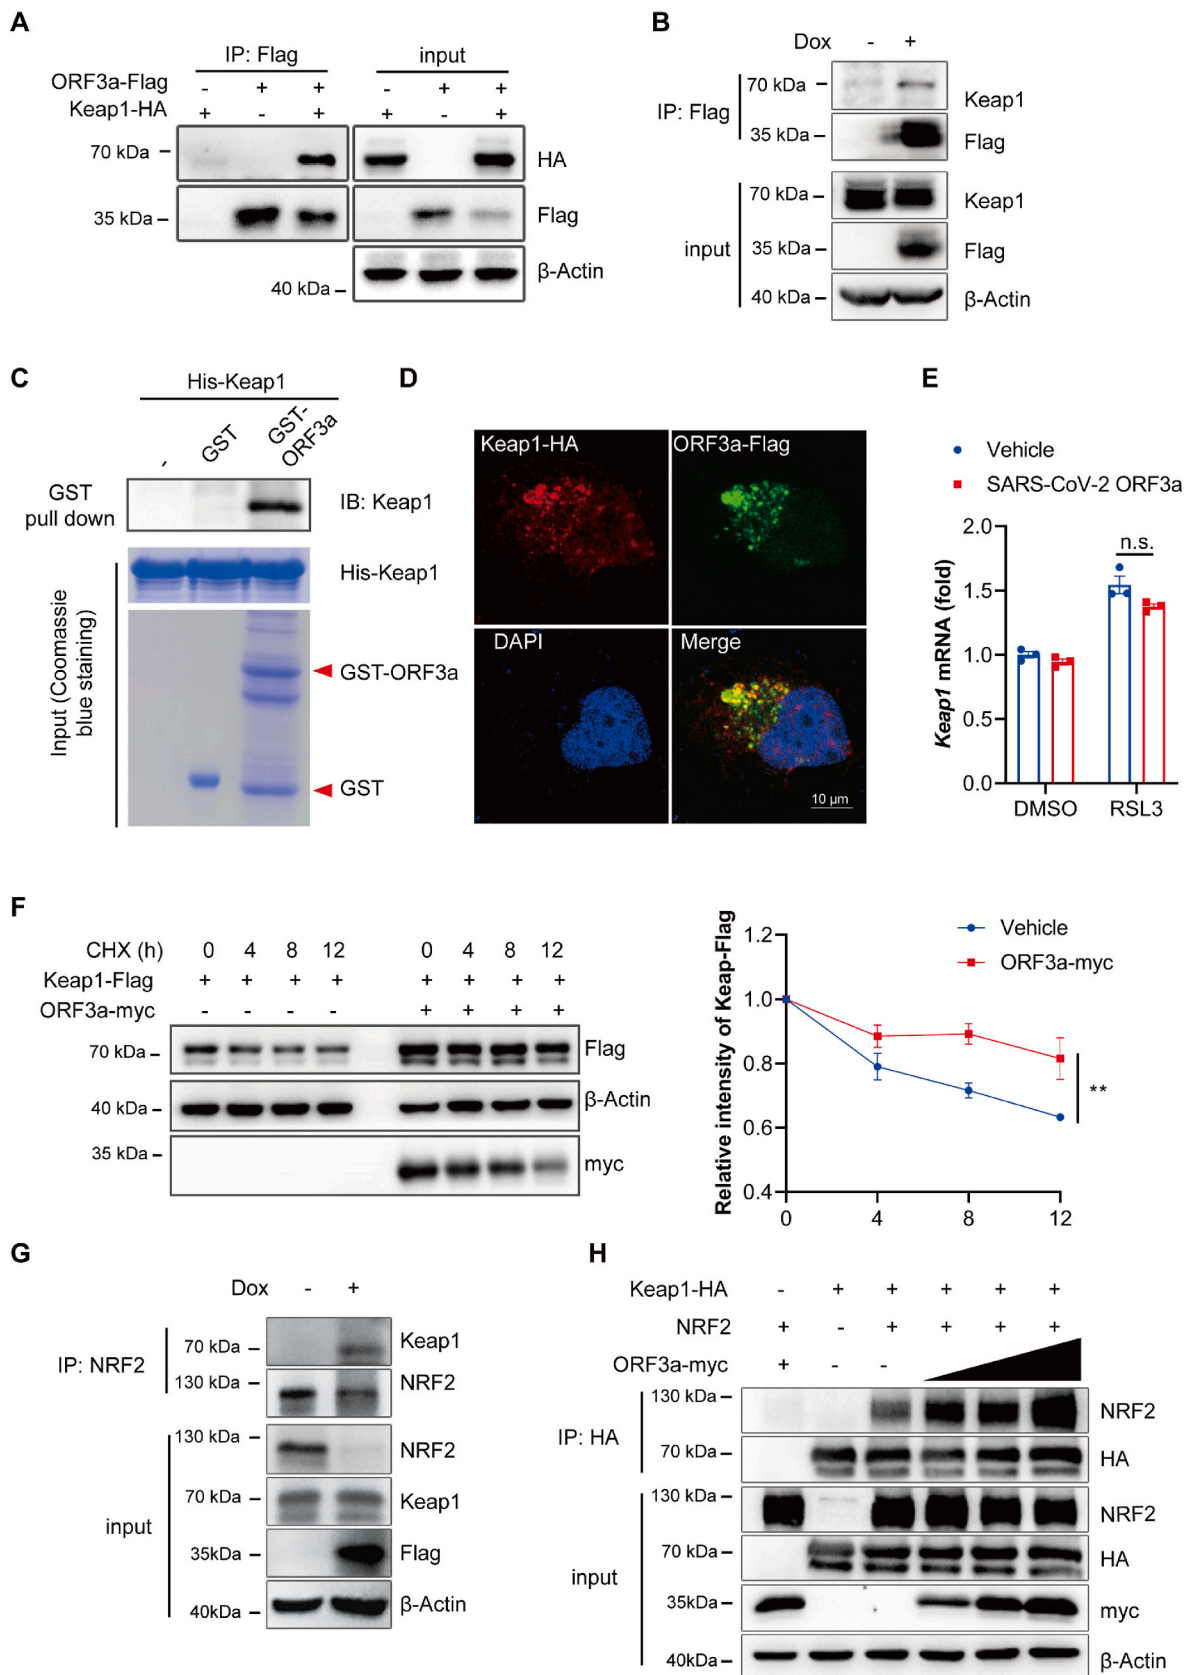 A
IP: Flag input
ORF3a-Flag - + + - + +
Keap1-HA + - + + - +
70 kDa HA
35 kDa Flag
40 kDa β-Actin
B
Dox - +
IP: Flag
70 kDa Keap1
35 kDa Flag
input
70 kDa Keap1
35 kDa Flag
40 kDa β-Actin
C
His-Keap1
- GST GST-ORF3a
GST pull down
IB: Keap1
Input (Coomassie blue staining)
His-Keap1
GST-ORF3a
GST
D
Keap1-HA ORF3a-Flag
DAPI Merge
10 μm
E
Vehicle
SARS-CoV-2 ORF3a
Keap1 mRNA (fold)
2.0
n.s.
1.5
1.0
0.5
0.0
DMSO RSL3
F
CHX (h) 0 4 8 12 0 4 8 12
Keap1-Flag + + + + + + + +
ORF3a-myc - - - - + + + +
70 kDa Flag
40 kDa β-Actin
35 kDa myc
Relative intensity of Keap-Flag
Vehicle
ORF3a-myc
1.2
1.0
0.8
**
0.6
0.4
0 4 8 12
G
Dox - +
IP: NRF2
70 kDa Keap1
130 kDa NRF2
input
130 kDa NRF2
70 kDa Keap1
35kDa Flag
40kDa β-Actin
H
Keap1-HA - + + + + +
NRF2 + - + + + +
ORF3a-myc + - -
IP: HA
130 kDa NRF2
70 kDa HA
input
130 kDa NRF2
70 kDa HA
35kDa myc
40kDa β-Actin